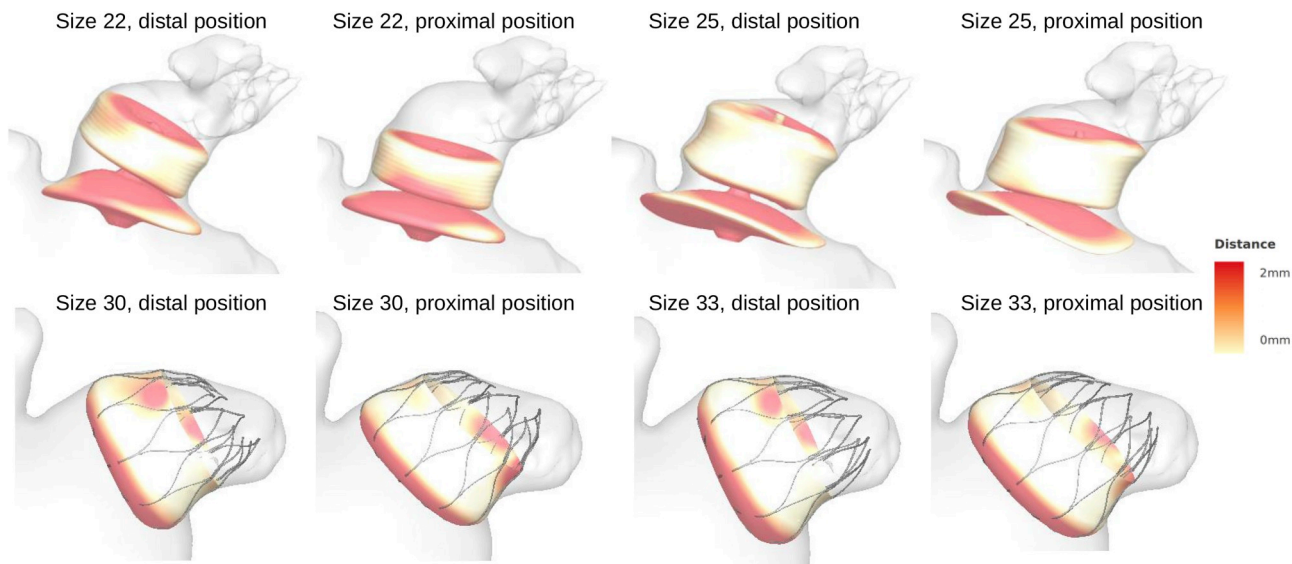 Size 22, distal position
Size 22, proximal position
Size 25, distal position
Size 25, proximal position
Distance
2mm
0mm
Size 30, distal position
Size 30, proximal position
Size 33, distal position
Size 33, proximal position